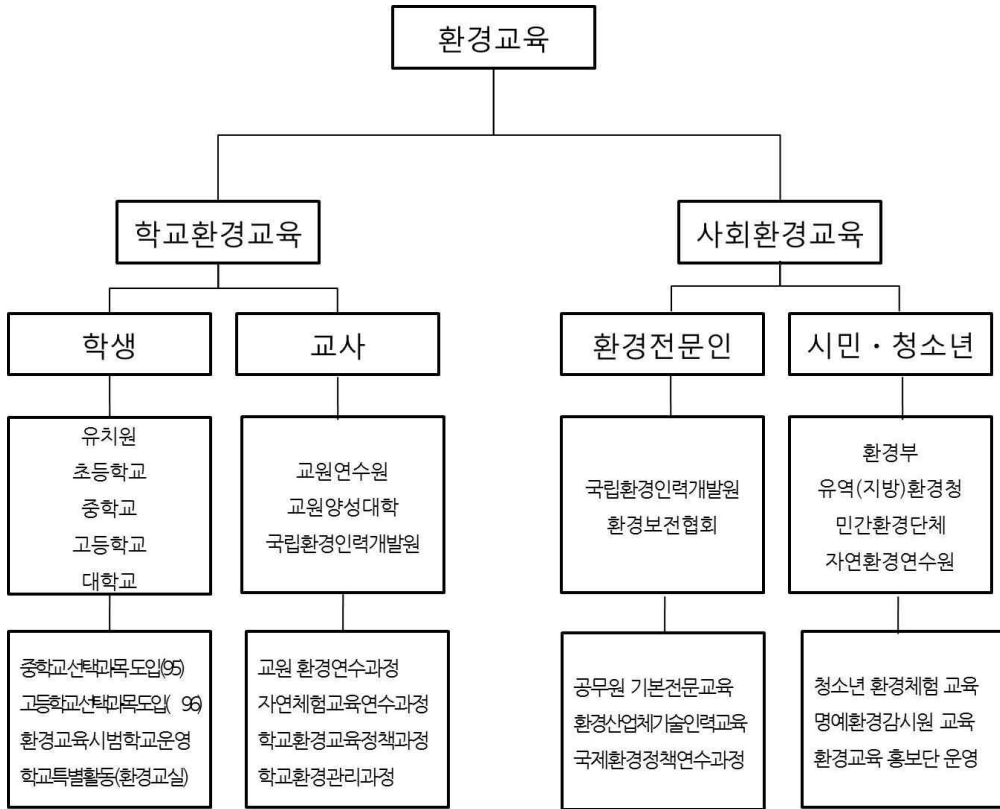 환경교육
학교환경교육
사회환경교육
학생
교사
환경전문인
시민·청소년
유치원
초등학교
중학교
고등학교
대학교
교원연수원
교원양성대학
국립환경인력개발원
국립환경인력개발원
환경보전협회
환경부
유역(지방)환경청
민간환경단체
자연환경연수원
중학교선택과목도입(95)
고등학교선택과목도입( 96)
환경교육시범학교운영
학교특별활동(환경교실)
교원 환경연수과정
자연체험교육연수과정
학교환경교육정책과정
학교환경관리과정
공무원 기본전문교육
환경산업체기술인력교육
국제환경정책연수과정
청소년 환경체험 교육
명예환경감시원 교육
환경교육 홍보단 운영